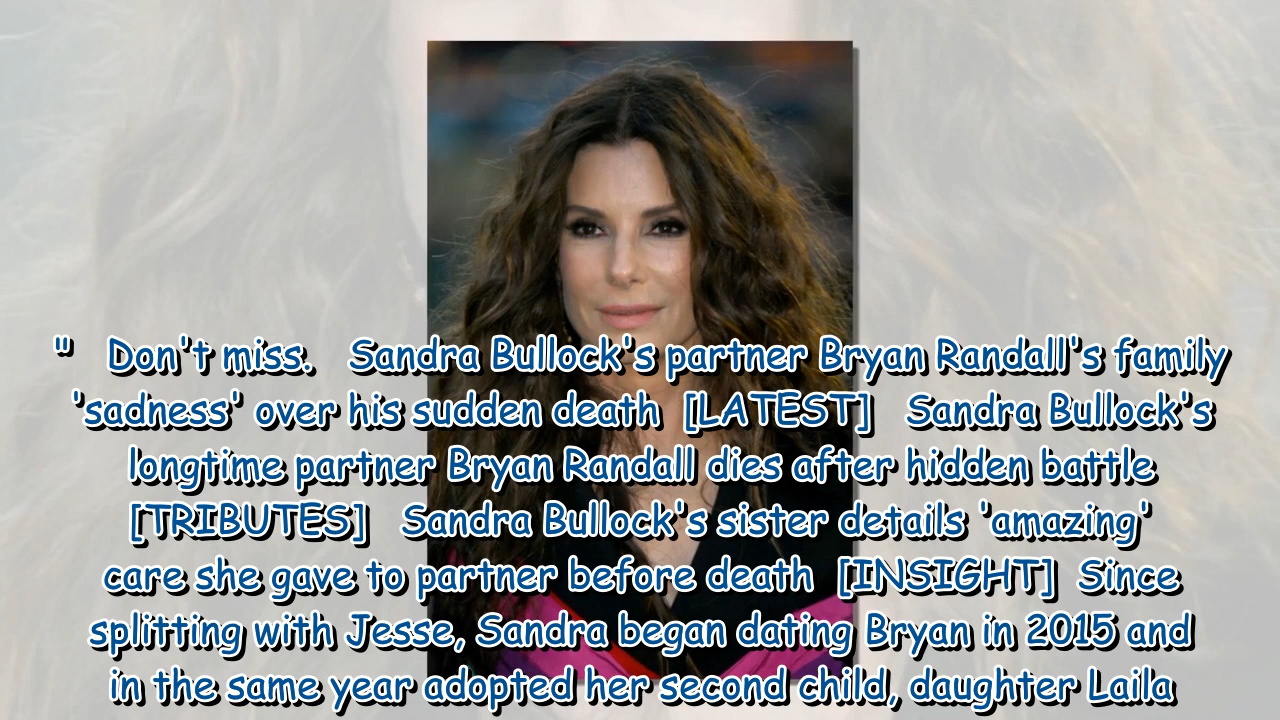 " Don't miss. Sandra Bullock's partner Bryan Randall's family
'sadness' over his sudden death [LATEST] Sandra Bullock's
longtime partner Bryan Randall dies after hidden battle
[TRIBUTES] Sandra Bullock's sister details 'amazing'
care she gave to partner before death [INSIGHT] Since
splitting with Jesse, Sandra began dating Bryan in 2015 and
in the same year adopted her second child, daughter Laila